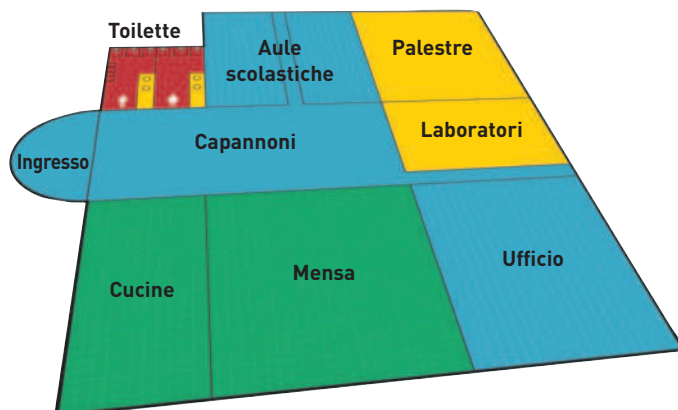 Toilette
Aule
scolastiche
Palestre
Laboratori
Capannoni
Ingresso
Cucine
Mensa
Ufficio